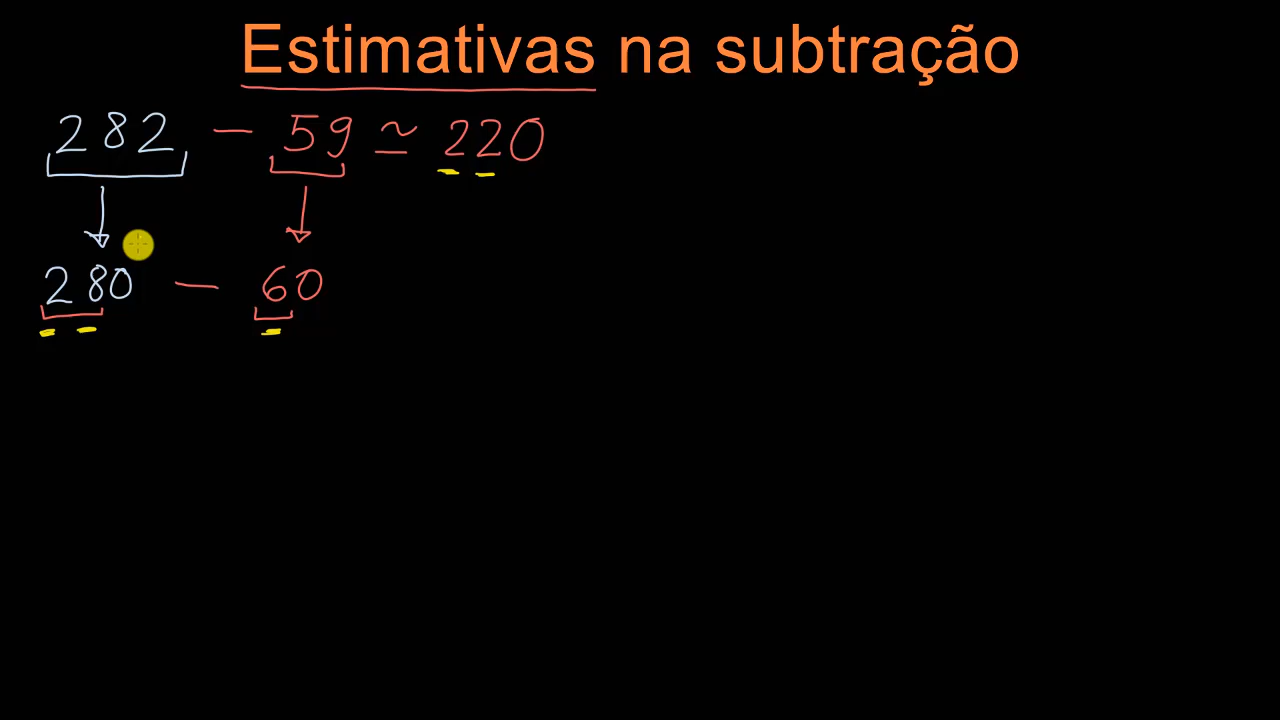 Estimativas na subtração
282 - 59 ≃ 220
280 - 60